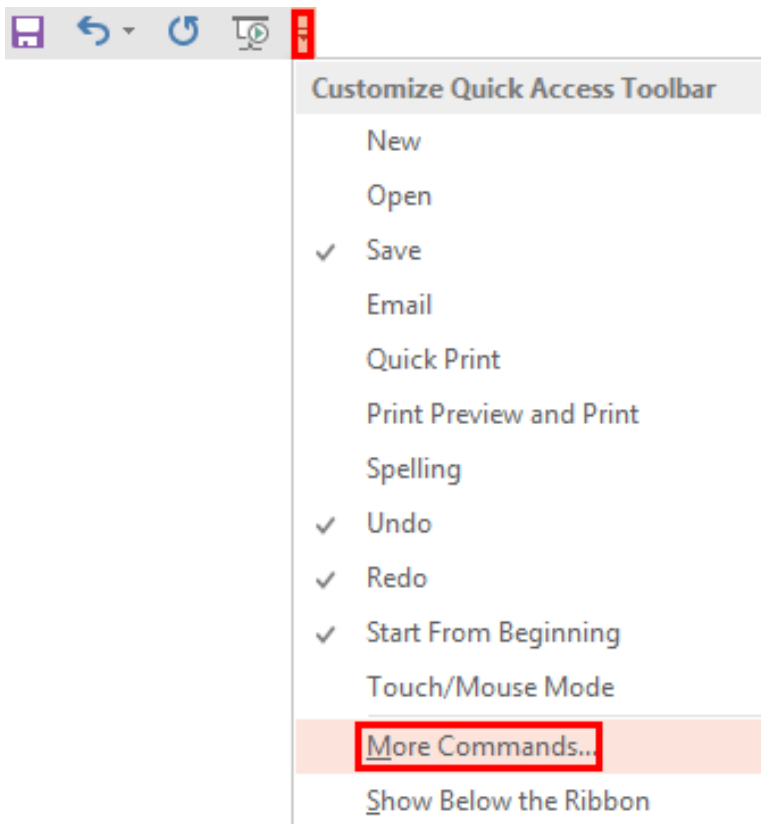 Customize Quick Access Toolbar
New
Open
Save
Email
Quick Print
Print Preview and Print
Spelling
Undo
Redo
Start From Beginning
Touch/Mouse Mode
More Commands...
Show Below the Ribbon